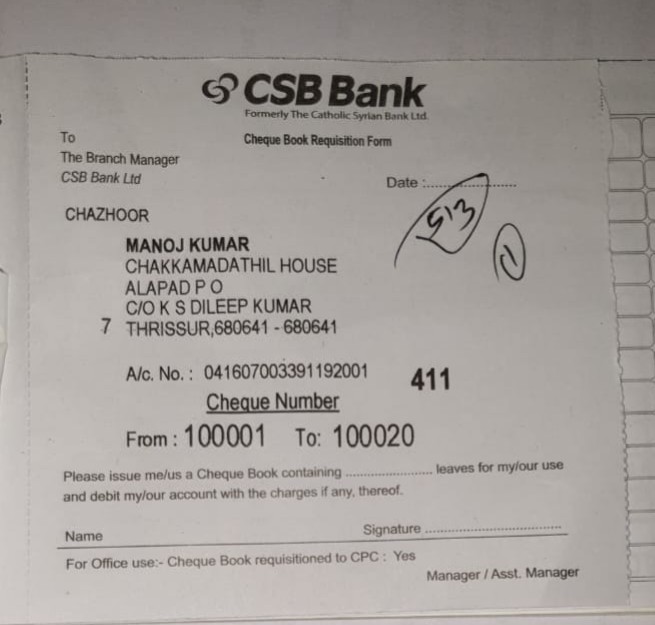 CSB Bank
Formerly The Catholic Syrian Bank Ltd.
To
Cheque Book Requisition Form
The Branch Manager
CSB Bank Ltd
Date :....................
CHAZHOOR
513
MANOJ KUMAR
CHAKKAMADATHIL HOUSE
ALAPAD P O
C/O K S DILEEP KUMAR
7 THRISSUR,680641 - 680641
A/c. No. : 041607003391192001 411
Cheque Number
From : 100001 To: 100020
Please issue me/us a Cheque Book containing ...................... leaves for my/our use
and debit my/our account with the charges if any, thereof.
Name Signature ..................................
For Office use:- Cheque Book requisitioned to CPC : Yes
Manager / Asst. Manager